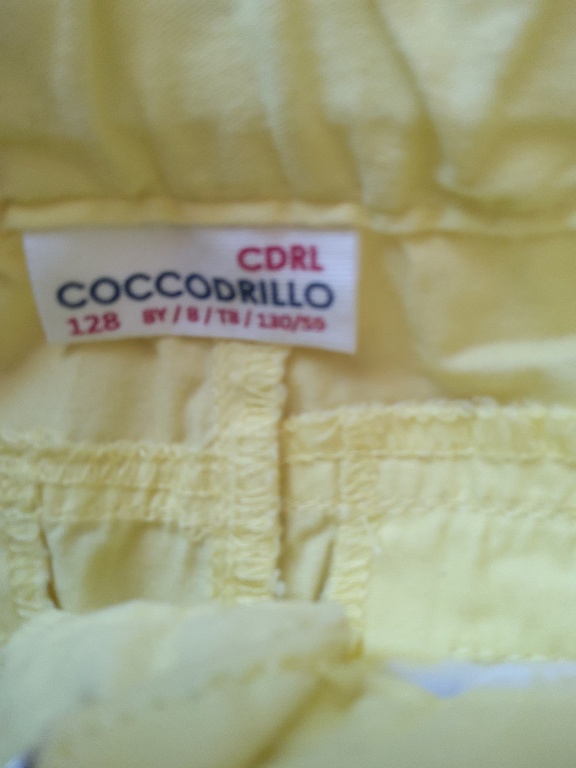 CDRL
COCCODRILLO
128 8Y / 8 / T8 / 130/59